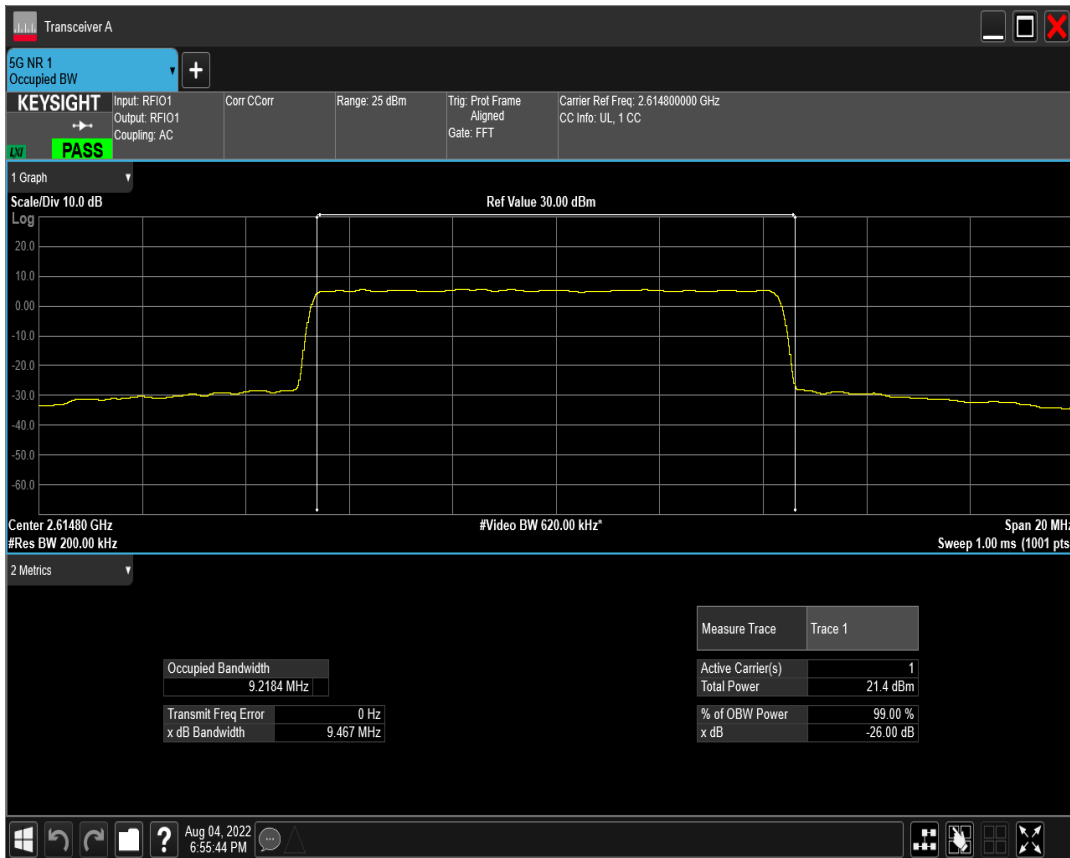 Transceiver A
5G NR 1
Occupied BW
KEYSIGHT
LXI
PASS
Input: RFIO1
Output: RFIO1
Coupling: AC
Corr CCorr
Range: 25 dBm
Trig: Prot Frame
Aligned
Gate: FFT
Carrier Ref Freq: 2.614800000 GHz
CC Info: UL, 1 CC
1 Graph
Scale/Div 10.0 dB
Ref Value 30.00 dBm
Log
20.0
10.0
0.00
-10.0
-20.0
-30.0
-40.0
-50.0
-60.0
Center 2.61480 GHz
#Video BW 620.00 kHz*
Span 20 MHz
#Res BW 200.00 kHz
Sweep 1.00 ms (1001 pts
2 Metrics
Measure Trace Trace 1
Occupied Bandwidth
9.2184 MHz
Transmit Freq Error 0 Hz
x dB Bandwidth 9.467 MHz
Active Carrier(s) 1
Total Power 21.4 dBm
% of OBW Power 99.00 %
x dB -26.00 dB
?
Aug 04, 2022
6:55:44 PM